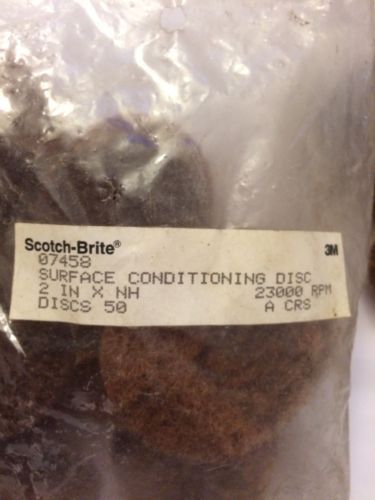 Scotch-Brite® 3M
07458
SURFACE CONDITIONING DISC
2 IN X NH 23000 RPM
DISCS 50 A CRS